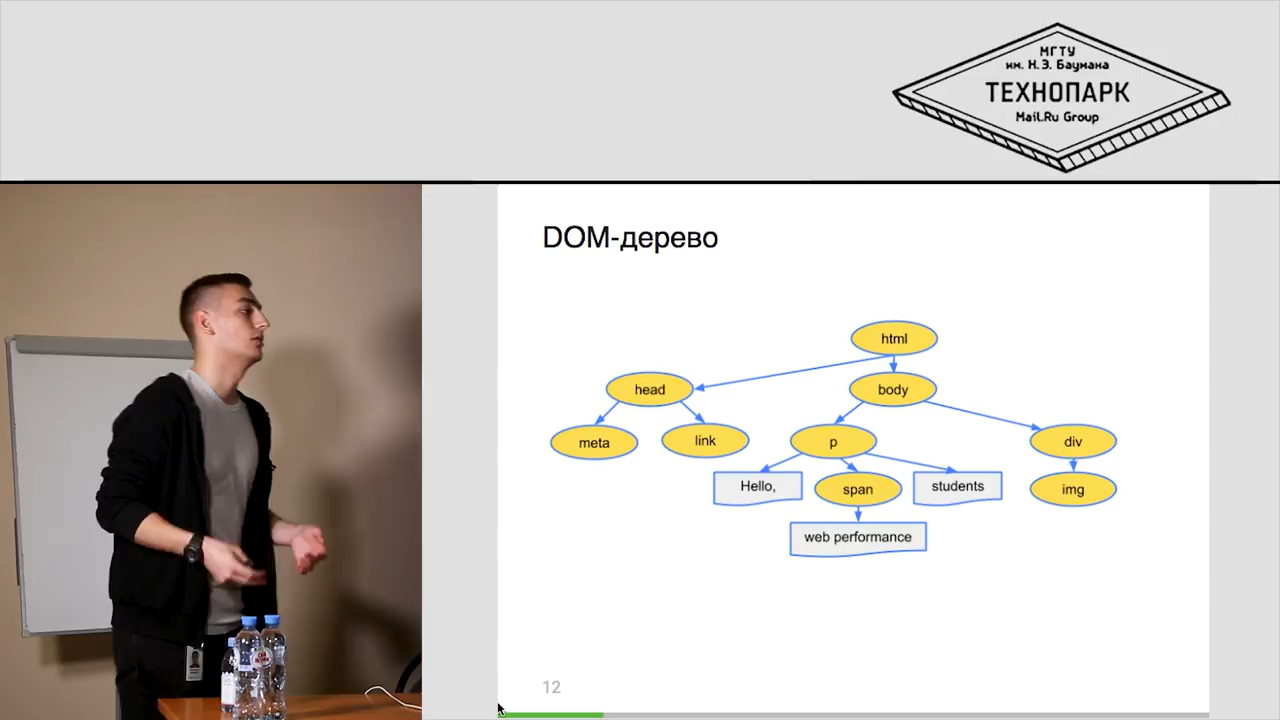 МГТУ
им. Н.Э. Баумана
ТЕХНОПАРК
Mail.Ru Group
DOM-дерево
html
head
body
meta
link
p
div
Hello,
span
students
img
web performance
12